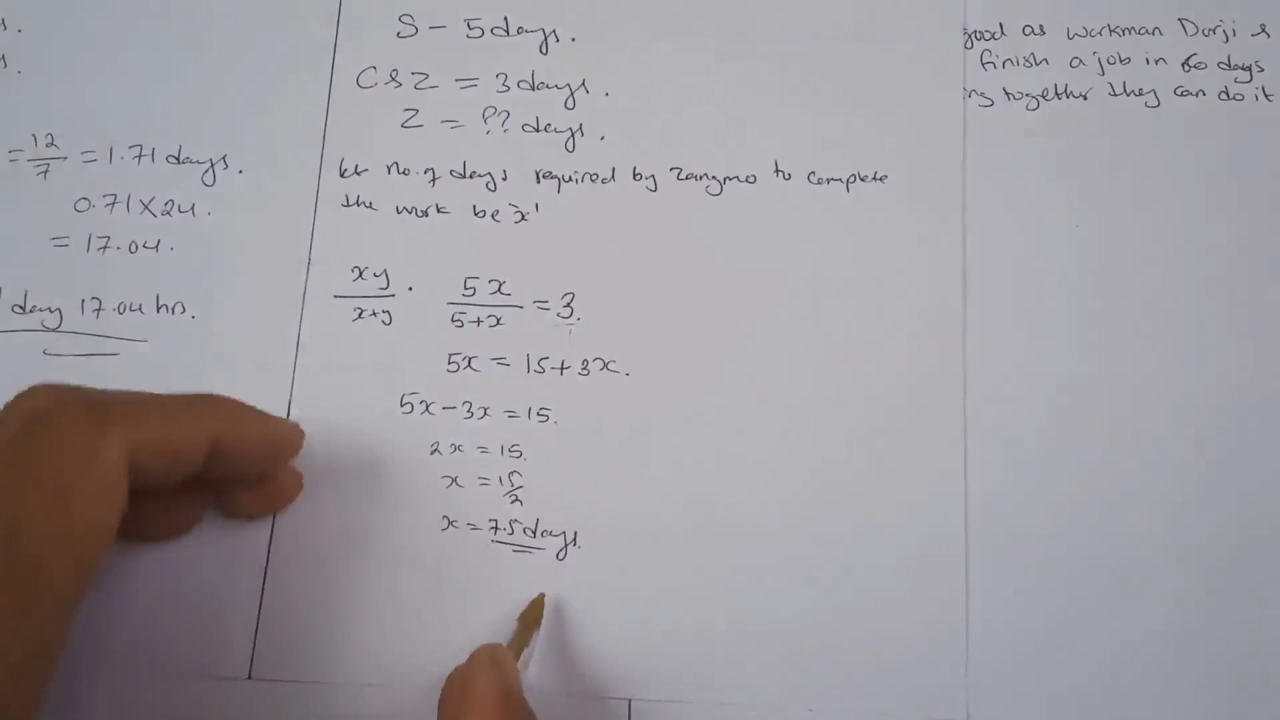 s.
s.
= 12/7 = 1.71 days.
0.71 X 24.
= 17.04.
day 17.04 hrs.
S - 5 days.
= 3 days.
Z = ?? days.
let no. of days required by Zangmo to complete
the work be 'x'
xy/x+y . 5x/5+x = 3.
5x = 15 + 3x.
5x - 3x = 15.
2x = 15.
x = 15/2
x = 7.5 days.
good as workman Dorji &
finish a job in 60 days
ng together they can do it